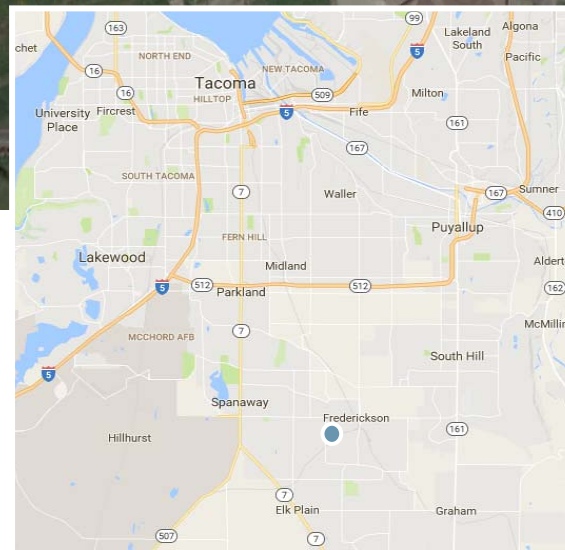 99
Algona
163
Lakeland
South
chet
NORTH END
5
Pacific
16
NEW TACOMA
Tacoma
HILLTOP
509
Milton
16
University
Place
Fircrest
5
Fife
161
167
SOUTH TACOMA
7
Waller
167
Sumner
410
Puyallup
FERN HILL
Lakewood
Midland
Aldert
5
512
Parkland
512
162
7
McMillin
MCCHORD AFB
South Hill
5
Spanaway
Frederickson
Hillhurst
161
7
Elk Plain
Graham
507
7